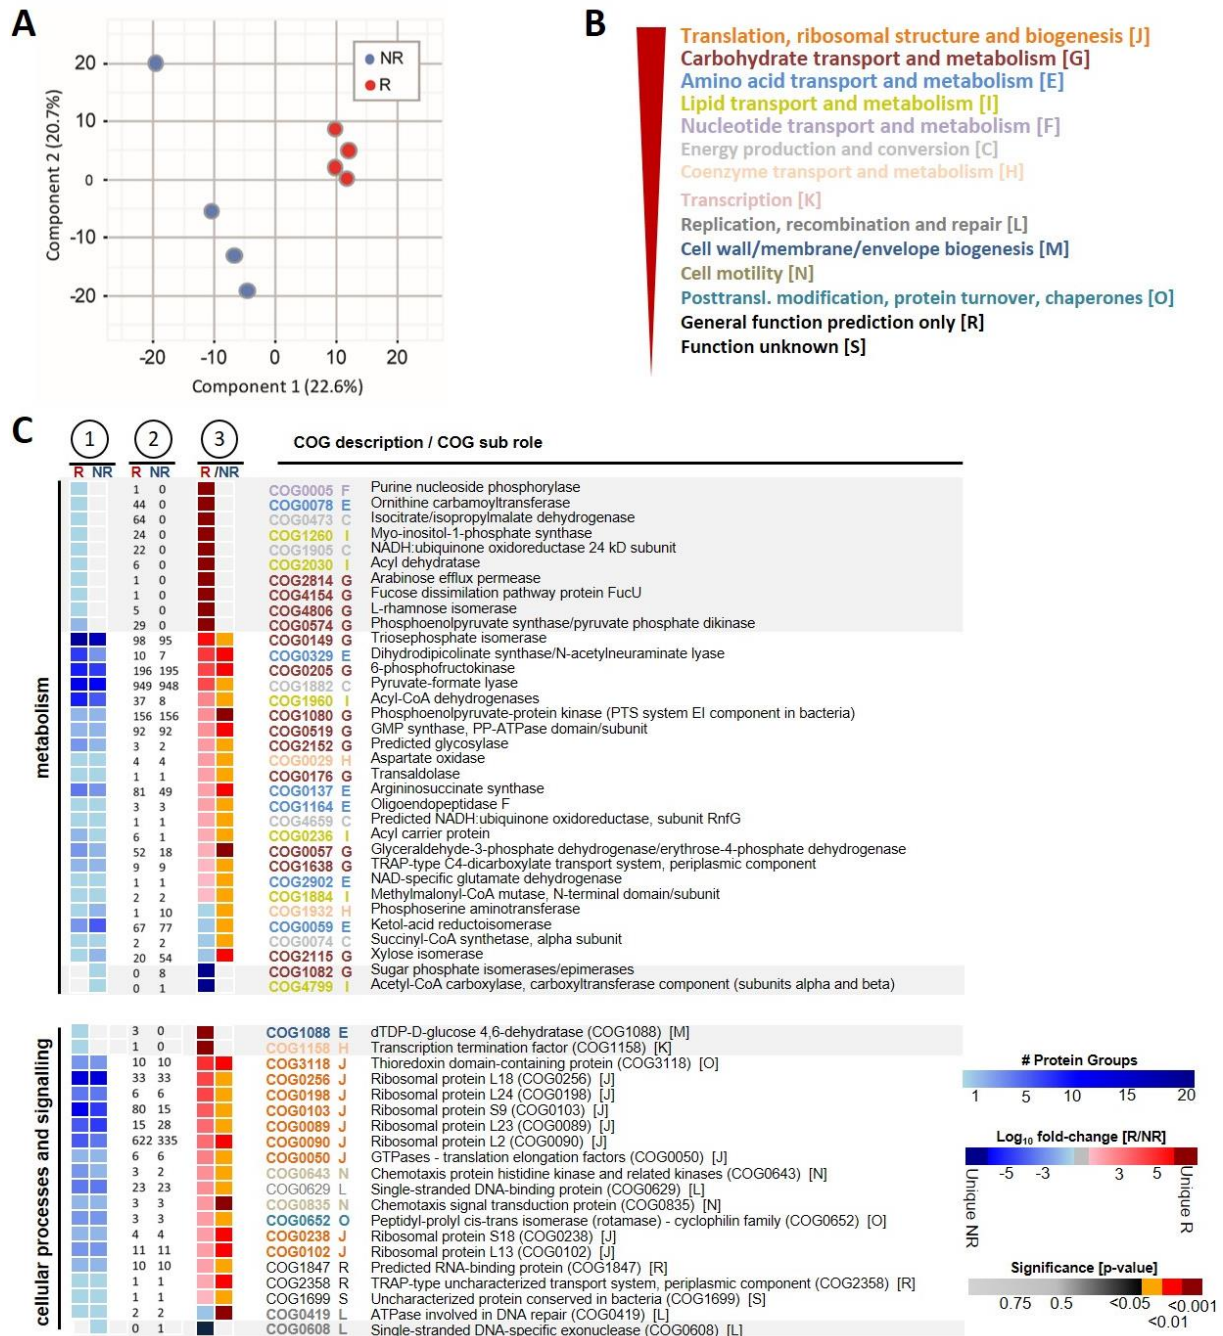 A
NR
R
20
10
0
-10
-20
-20 -10 0 10 20
Component 2 (20.7%)
Component 1 (22.6%)
B
Translation, ribosomal structure and biogenesis [J]
Carbohydrate transport and metabolism [G]
Amino acid transport and metabolism [E]
Lipid transport and metabolism [I]
Nucleotide transport and metabolism [F]
Energy production and conversion [C]
Coenzyme transport and metabolism [H]
Transcription [K]
Replication, recombination and repair [L]
Cell wall/membrane/envelope biogenesis [M]
Cell motility [N]
Posttransl. modification, protein turnover, chaperones [O]
General function prediction only [R]
Function unknown [S]
C
1 2 3 COG description / COG sub role
R NR R NR R /NR
metabolism
1 0 COG0005 F Purine nucleoside phosphorylase
44 0 COG0078 E Ornithine carbamoyltransferase
64 0 COG0473 C Isocitrate/isopropylmalate dehydrogenase
24 0 COG1260 I Myo-inositol-1-phosphate synthase
22 0 COG1905 C NADH:ubiquinone oxidoreductase 24 kD subunit
6 0 COG2030 I Acyl dehydratase
1 0 COG2814 G Arabinose efflux permease
1 0 COG4154 G Fucose dissimilation pathway protein FucU
5 0 COG4806 G L-rhamnose isomerase
29 0 COG0574 G Phosphoenolpyruvate synthase/pyruvate phosphate dikinase
98 95 COG0149 G Triosephosphate isomerase
10 7 COG0329 E Dihydrodipicolinate synthase/N-acetylneuraminate lyase
196 195 COG0205 G 6-phosphofructokinase
949 948 COG1882 C Pyruvate-formate lyase
37 8 COG1960 I Acyl-CoA dehydrogenases
156 156 COG1080 G Phosphoenolpyruvate-protein kinase (PTS system EI component in bacteria)
92 92 COG0519 G GMP synthase, PP-ATPase domain/subunit
3 2 COG2152 G Predicted glycosylase
4 4 COG0029 H Aspartate oxidase
1 1 COG0176 G Transaldolase
81 49 COG0137 E Argininosuccinate synthase
3 3 COG1164 E Oligoendopeptidase F
1 1 COG4659 C Predicted NADH:ubiquinone oxidoreductase, subunit RnfG
6 1 COG0236 I Acyl carrier protein
52 18 COG0057 G Glyceraldehyde-3-phosphate dehydrogenase/erythrose-4-phosphate dehydrogenase
9 9 COG1638 G TRAP-type C4-dicarboxylate transport system, periplasmic component
1 1 COG2902 E NAD-specific glutamate dehydrogenase
2 2 COG1884 I Methylmalonyl-CoA mutase, N-terminal domain/subunit
1 10 COG1932 H Phosphoserine aminotransferase
67 77 COG0059 E Ketol-acid reductoisomerase
2 2 COG0074 C Succinyl-CoA synthetase, alpha subunit
20 54 COG2115 G Xylose isomerase
0 8 COG1082 G Sugar phosphate isomerases/epimerases
0 1 COG4799 I Acetyl-CoA carboxylase, carboxyltransferase component (subunits alpha and beta)
cellular processes and signalling
3 0 COG1088 E dTDP-D-glucose 4,6-dehydratase (COG1088) [M]
1 0 COG1158 H Transcription termination factor (COG1158) [K]
10 10 COG3118 J Thioredoxin domain-containing protein (COG3118) [O]
33 33 COG0256 J Ribosomal protein L18 (COG0256) [J]
6 6 COG0198 J Ribosomal protein L24 (COG0198) [J]
80 15 COG0103 J Ribosomal protein S9 (COG0103) [J]
15 28 COG0089 J Ribosomal protein L23 (COG0089) [J]
622 335 COG0090 J Ribosomal protein L2 (COG0090) [J]
6 6 COG0050 J GTPases - translation elongation factors (COG0050) [J]
3 2 COG0643 N Chemotaxis protein histidine kinase and related kinases (COG0643) [N]
23 23 COG0629 L Single-stranded DNA-binding protein (COG0629) [L]
3 3 COG0835 N Chemotaxis signal transduction protein (COG0835) [N]
3 3 COG0652 O Peptidyl-prolyl cis-trans isomerase (rotamase) - cyclophilin family (COG0652) [O]
4 4 COG0238 J Ribosomal protein S18 (COG0238) [J]
11 11 COG0102 J Ribosomal protein L13 (COG0102) [J]
10 10 COG1847 R Predicted RNA-binding protein (COG1847) [R]
1 1 COG2358 R TRAP-type uncharacterized transport system, periplasmic component (COG2358) [R]
1 1 COG1699 S Uncharacterized protein conserved in bacteria (COG1699) [S]
2 2 COG0419 L ATPase involved in DNA repair (COG0419) [L]
0 1 COG0608 L Single-stranded DNA-specific exonuclease (COG0608) [L]
# Protein Groups
1 5 10 15 20
Log₁₀ fold-change [R/NR]
-5 -3 3 5
Unique NR
Unique R
Significance [p-value]
0.75 0.5 <0.05 <0.001
<0.01